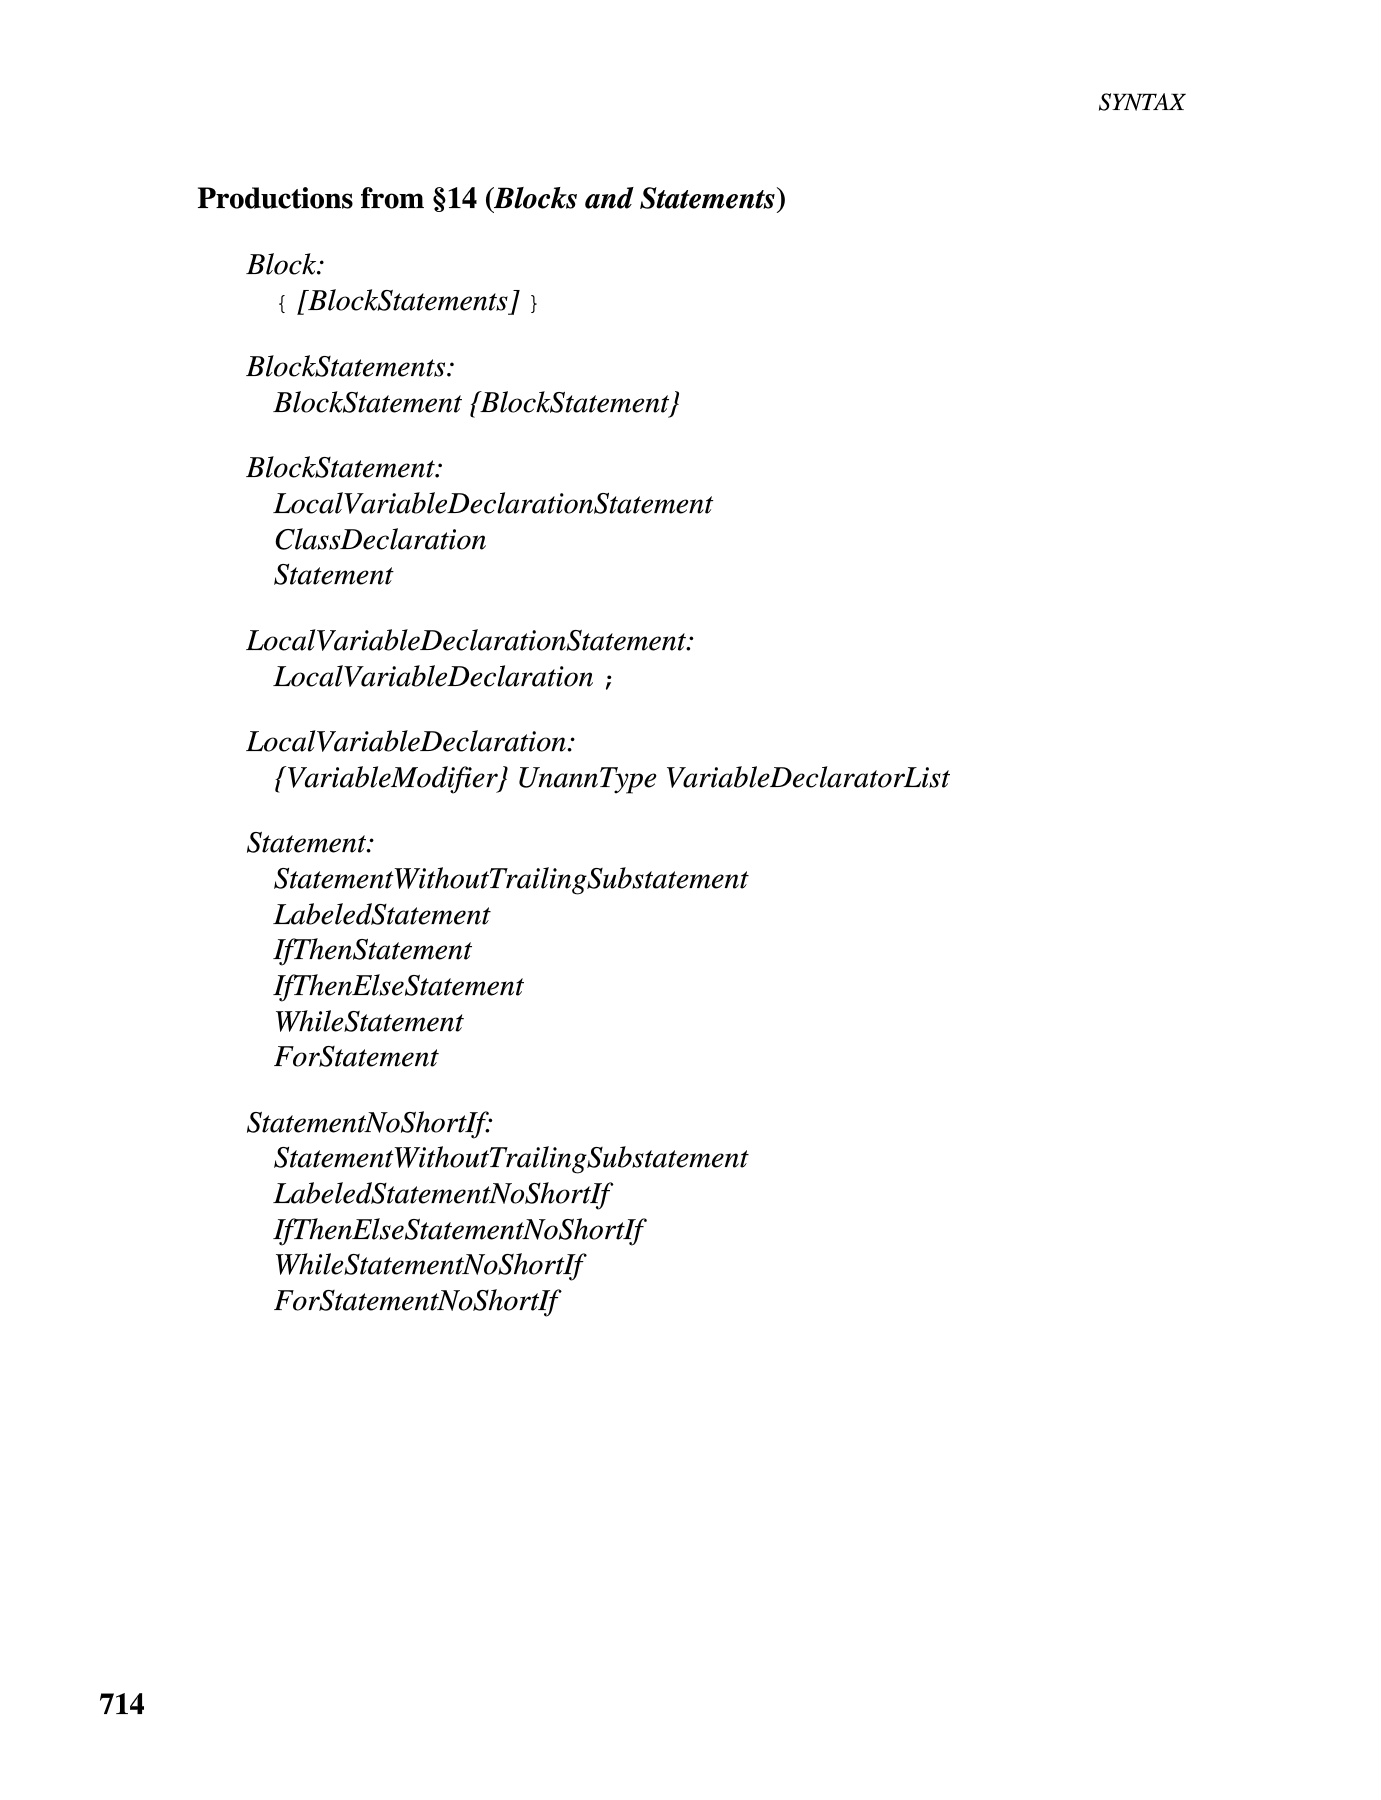 SYNTAX
Productions from §14 (Blocks and Statements)
Block:
{ [BlockStatements] }
BlockStatements:
BlockStatement {BlockStatement}
BlockStatement:
LocalVariableDeclarationStatement
ClassDeclaration
Statement
LocalVariableDeclarationStatement:
LocalVariableDeclaration ;
LocalVariableDeclaration:
{VariableModifier} UnannType VariableDeclaratorList
Statement:
StatementWithoutTrailingSubstatement
LabeledStatement
IfThenStatement
IfThenElseStatement
WhileStatement
ForStatement
StatementNoShortIf:
StatementWithoutTrailingSubstatement
LabeledStatementNoShortIf
IfThenElseStatementNoShortIf
WhileStatementNoShortIf
ForStatementNoShortIf
714